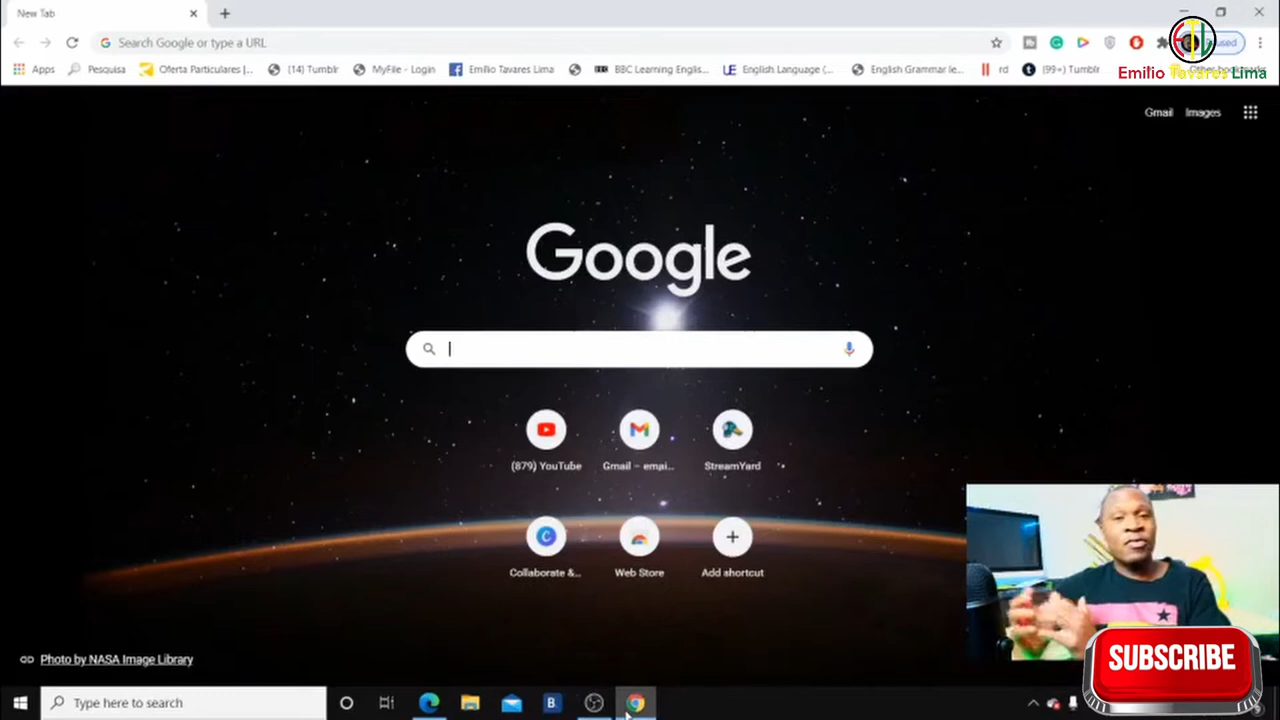 New Tab
Search Google or type a URL
Apps Pesquisa Oferta Particulares |... (14) Tumblr MyFile - Login Emilio Tavares Lima BBC Learning Englis... English Language (... English Grammar le... rd (99+) Tumblr Other bookmarks
Emilio Tavares Lima
Gmail Images
Google
(879) YouTube Gmail – emai... StreamYard
Collaborate &... Web Store Add shortcut
Photo by NASA Image Library
SUBSCRIBE
Type here to search